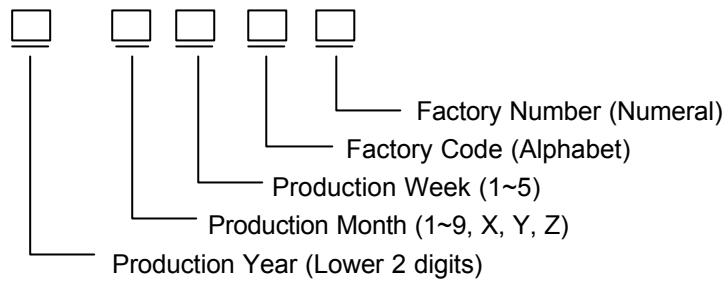 Factory Number (Numeral)
Factory Code (Alphabet)
Production Week (1~5)
Production Month (1~9, X, Y, Z)
Production Year (Lower 2 digits)